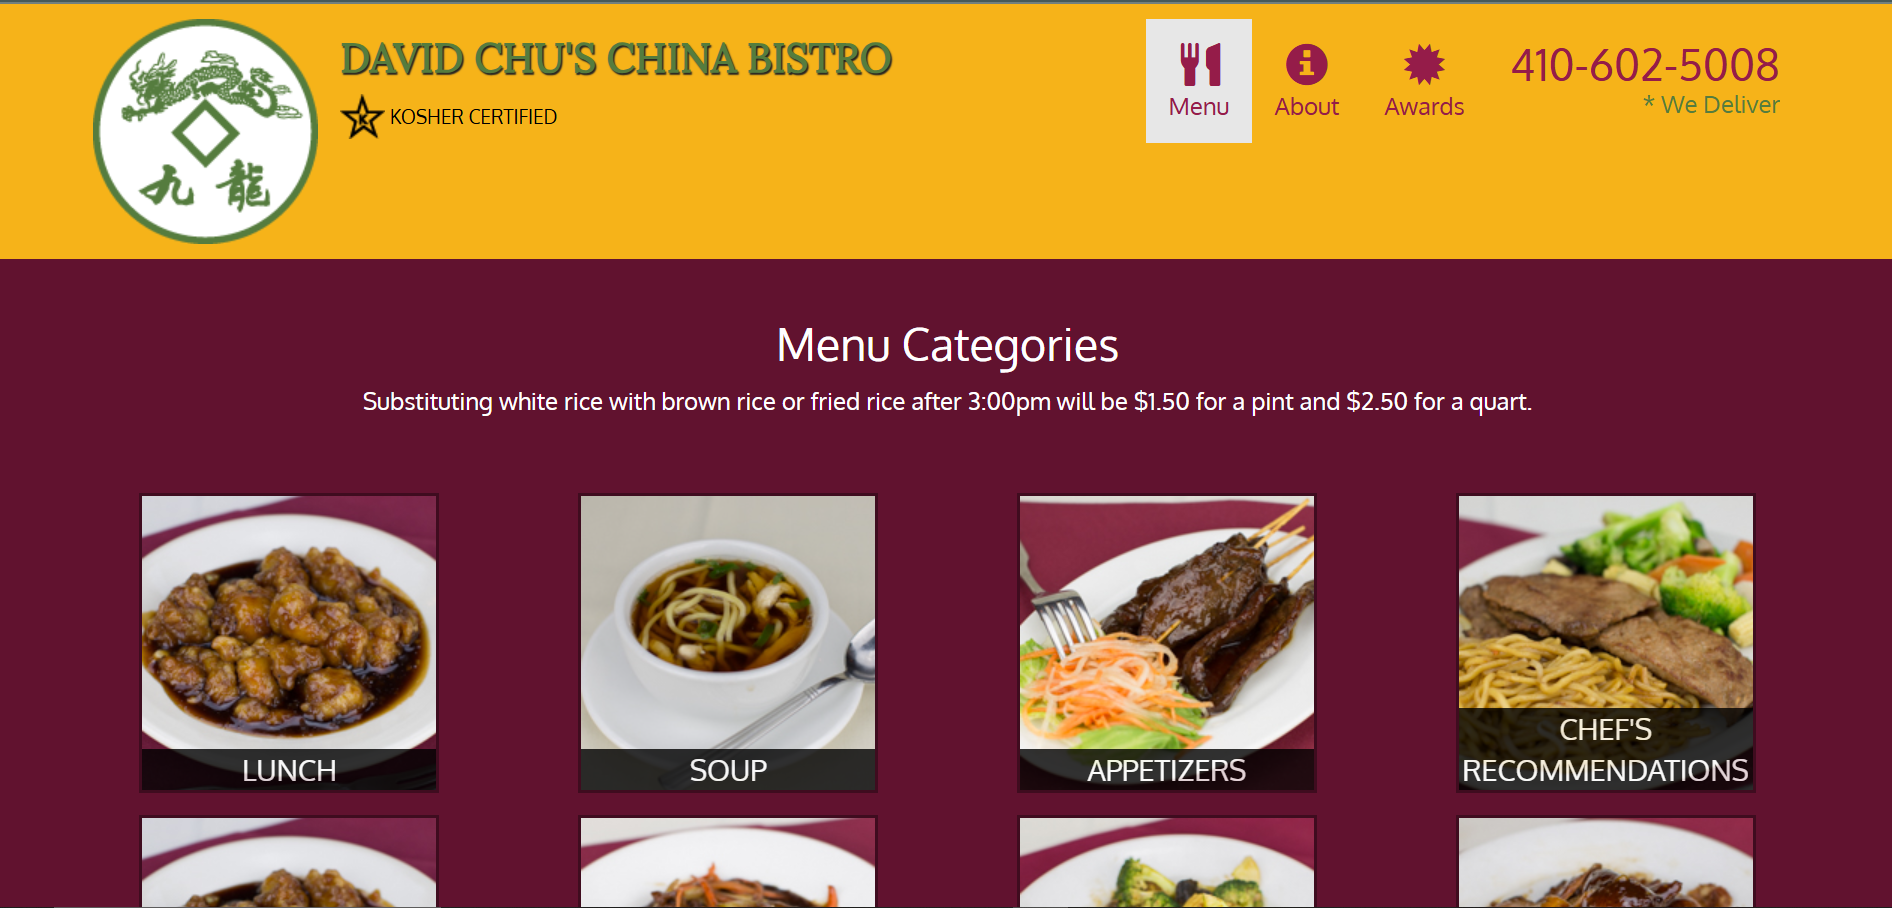 DAVID CHU'S CHINA BISTRO
K
KOSHER CERTIFIED
九 龍
Menu
About
Awards
410-602-5008
* We Deliver
Menu Categories
Substituting white rice with brown rice or fried rice after 3:00pm will be $1.50 for a pint and $2.50 for a quart.
LUNCH
SOUP
APPETIZERS
CHEF'S
RECOMMENDATIONS